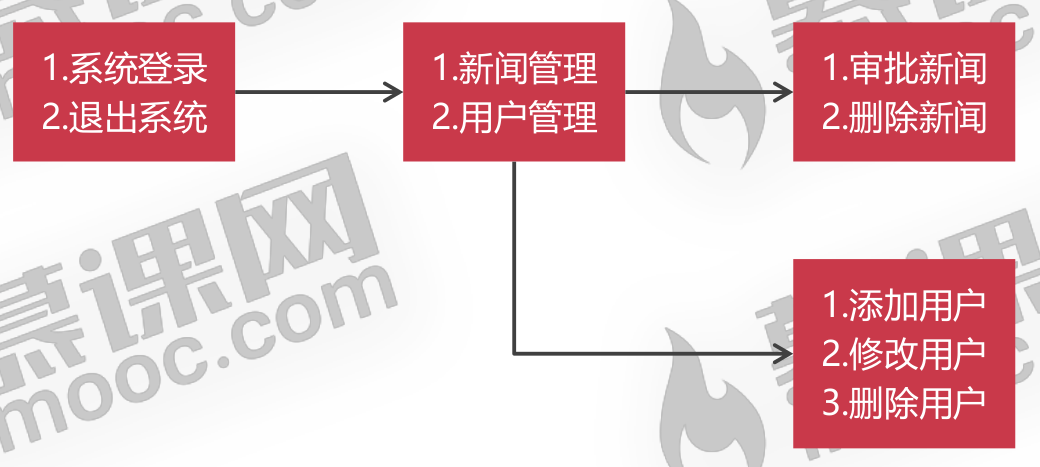 1.系统登录
2.退出系统
1.新闻管理
2.用户管理
1.审批新闻
2.删除新闻
慕课网
mooc.com
1.添加用户
2.修改用户
3.删除用户